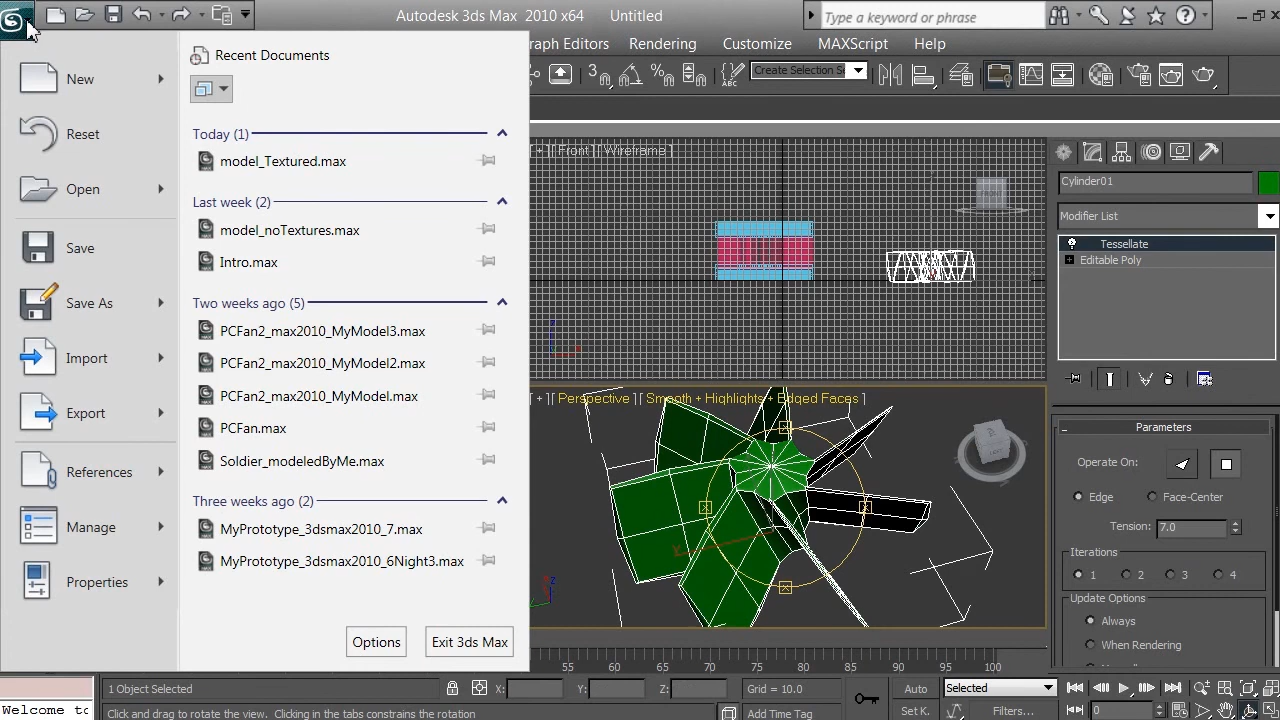 Autodesk 3ds Max 2010 x64 Untitled
Type a keyword or phrase
raph Editors Rendering Customize MAXScript Help
Create Selection Se
Recent Documents
New
Reset
Open
Save
Save As
Import
Export
References
Manage
Properties
Today (1)
model_Textured.max
Last week (2)
model_noTextures.max
Intro.max
Two weeks ago (5)
PCFan2_max2010_MyModel3.max
PCFan2_max2010_MyModel2.max
PCFan2_max2010_MyModel.max
PCFan.max
Soldier_modeledByMe.max
Three weeks ago (2)
MyPrototype_3dsmax2010_7.max
MyPrototype_3dsmax2010_6Night3.max
Options Exit 3ds Max
[ + ][ Front ][ Wireframe ]
[ + ][ Perspective ][ Smooth + Highlights + Edged Faces ]
Cylinder01
Modifier List
Tessellate
Editable Poly
Parameters
Operate On:
Edge Face-Center
Tension: 7.0
Iterations
1 2 3 4
Update Options
Always
When Rendering
55 60 65 70 75 80 85 90 95 100
1 Object Selected X: Y: Z: Grid = 10.0 Auto Selected
Welcome to Click and drag to rotate the view. Clicking in the tabs constrains the rotation Add Time Tag Set K. Filters... 0